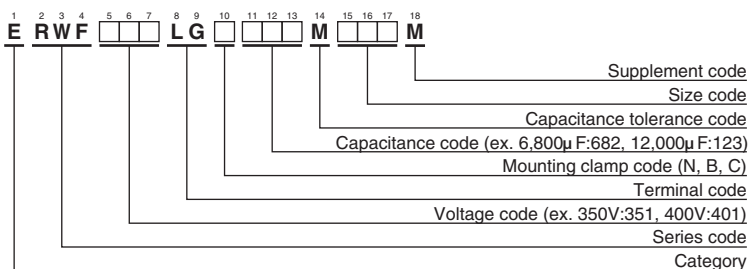 1 2 3 4 5 6 7 8 9 10 11 12 13 14 15 16 17 18
E RWF □□□ LG □ □□□ M □□□ M
Supplement code
Size code
Capacitance tolerance code
Capacitance code (ex. 6,800μF:682, 12,000μF:123)
Mounting clamp code (N, B, C)
Terminal code
Voltage code (ex. 350V:351, 400V:401)
Series code
Category